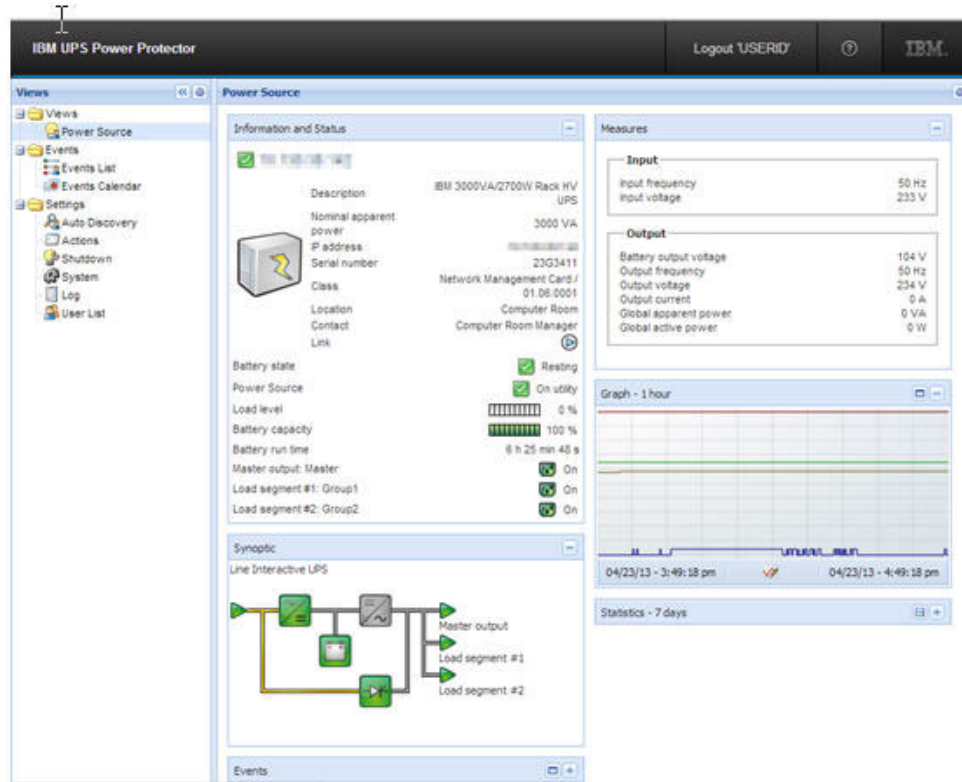 IBM UPS Power Protector
Logout 'USERID'
?
IBM.
Views
Power Source
Views
Power Source
Events
Events List
Events Calendar
Settings
Auto Discovery
Actions
Shutdown
System
Log
User List
Information and Status
Description
IBM 3000VA/2700W Rack HV
UPS
Nominal apparent
power
3000 VA
IP address
Serial number
23G3411
Class
Network Management Card /
01.06.0001
Location
Computer Room
Contact
Computer Room Manager
Link
Battery state
Resting
Power Source
On utility
Load level
0 %
Battery capacity
100 %
Battery run time
6 h 25 min 48 s
Master output: Master
On
Load segment #1: Group1
On
Load segment #2: Group2
On
Synoptic
Line Interactive UPS
Master output
Load segment #1
Load segment #2
Events
Measures
Input
Input frequency
50 Hz
Input voltage
233 V
Output
Battery output voltage
104 V
Output frequency
50 Hz
Output voltage
234 V
Output current
0 A
Global apparent power
0 VA
Global active power
0 W
Graph - 1 hour
04/23/13 - 3:49:18 pm
04/23/13 - 4:49:18 pm
Statistics - 7 days